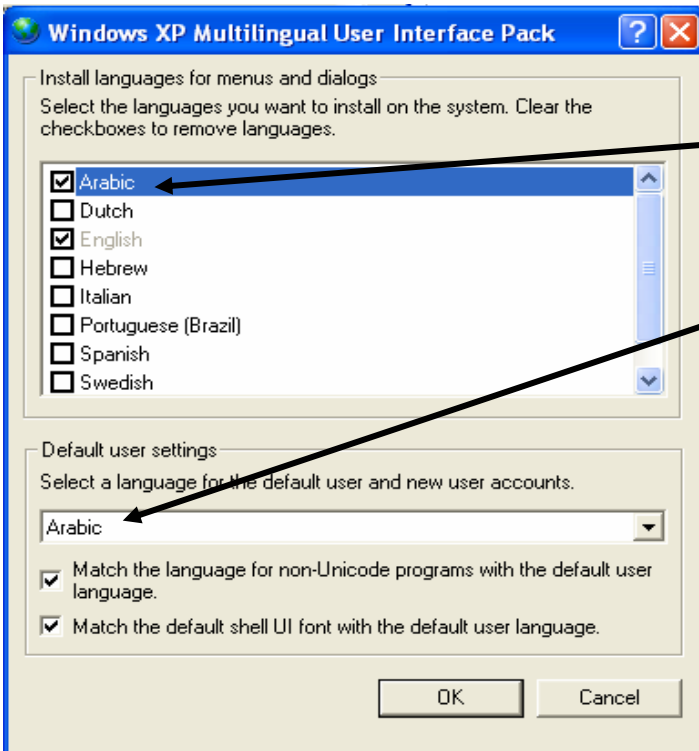 Windows XP Multilingual User Interface Pack
Install languages for menus and dialogs
Select the languages you want to install on the system. Clear the
checkboxes to remove languages.
Arabic
Dutch
English
Hebrew
Italian
Portuguese (Brazil)
Spanish
Swedish
Default user settings
Select a language for the default user and new user accounts.
Arabic
Match the language for non-Unicode programs with the default user
language.
Match the default shell UI font with the default user language.
OK Cancel